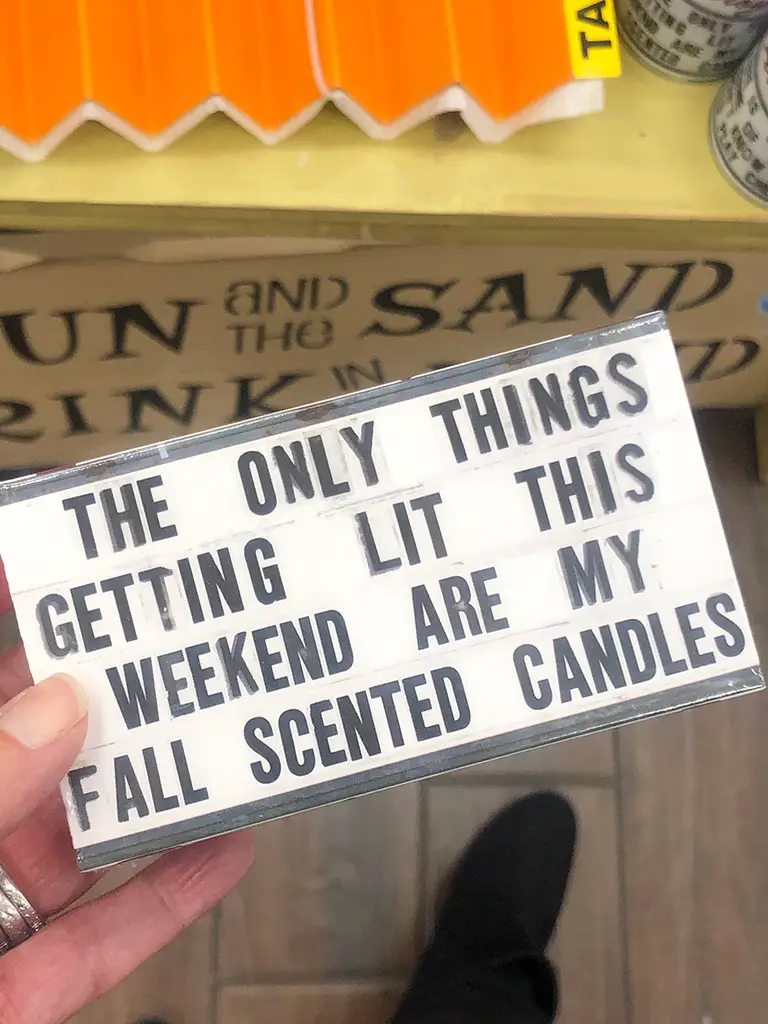 TA
UN AND THE SAND
RINK IN
THE ONLY THINGS
GETTING LIT THIS
WEEKEND ARE MY
FALL SCENTED CANDLES